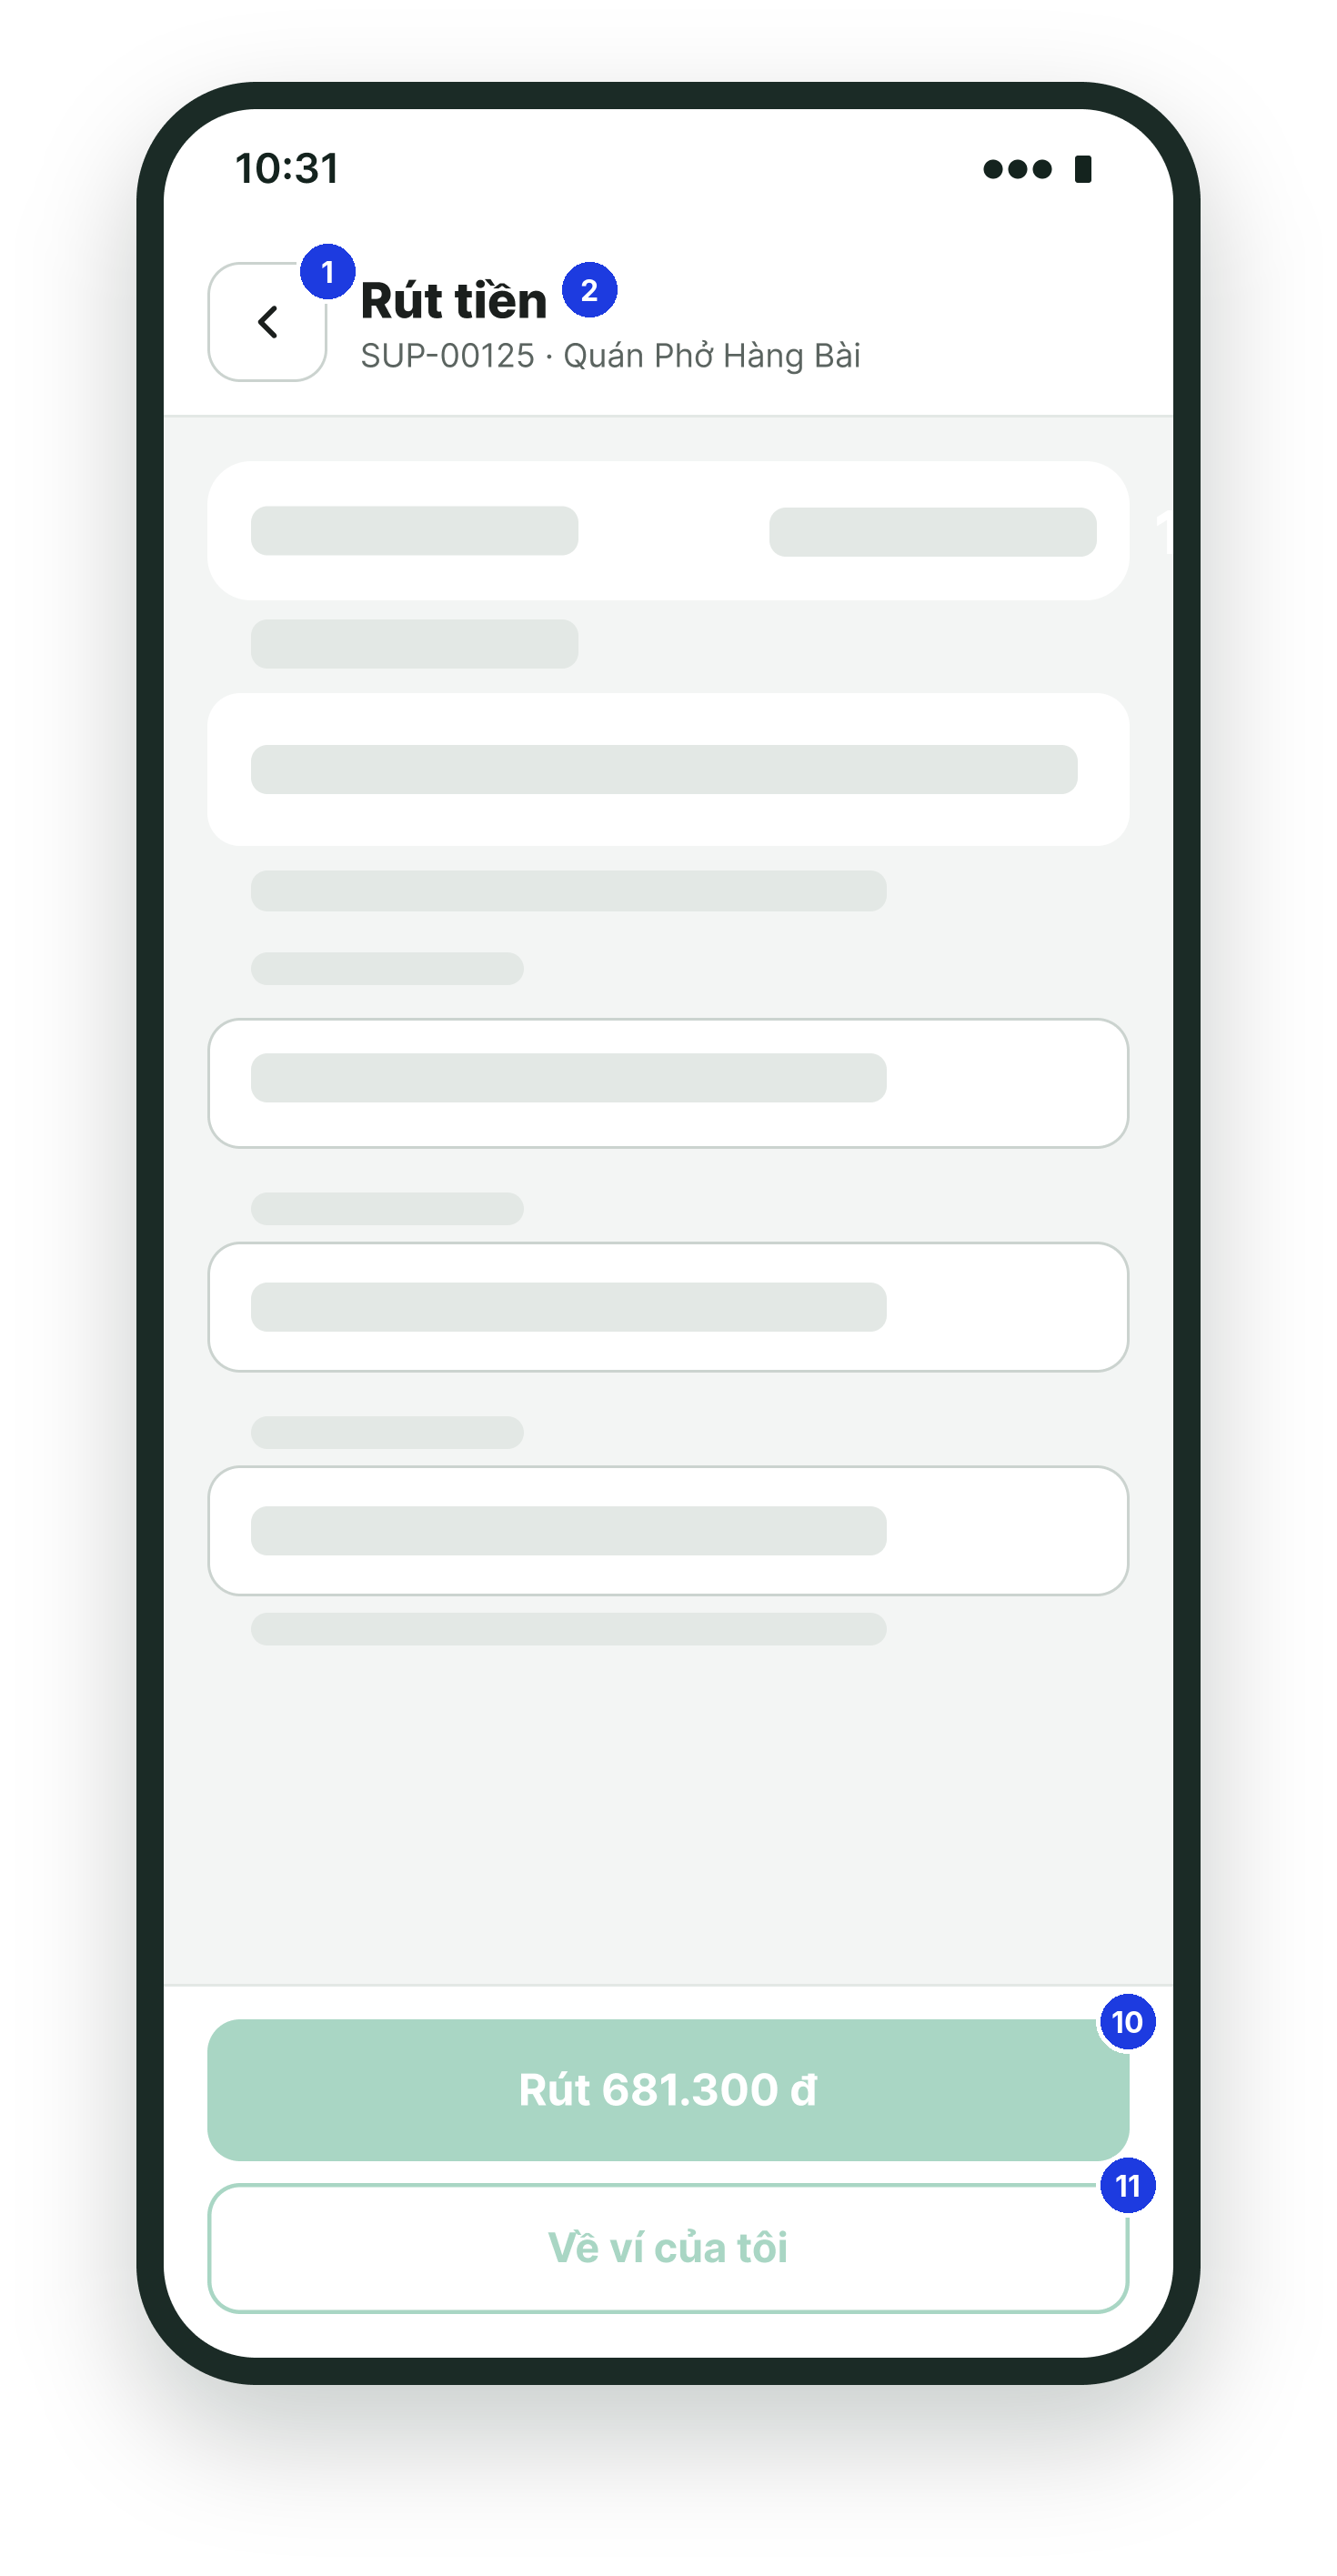 10:31
1
Rút tiền 2
SUP-00125 · Quán Phở Hàng Bài
10
Rút 681.300 đ
11
Về ví của tôi